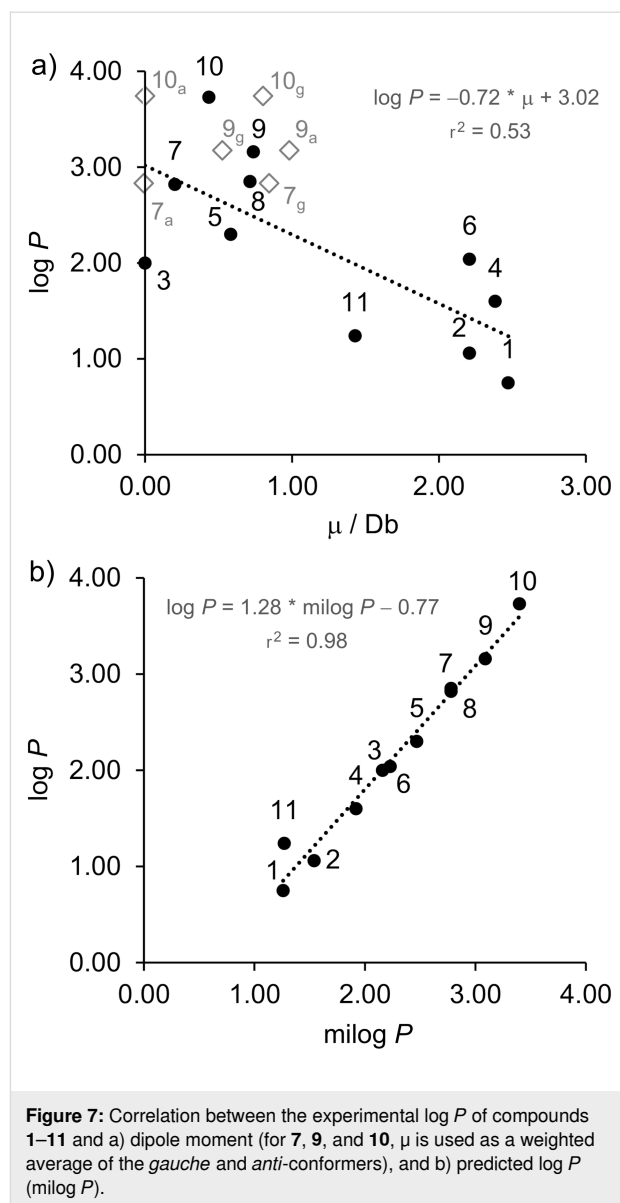 a)
4.00
3.00
2.00
1.00
0.00
log P
10a
10
10g
log P = −0.72 * μ + 3.02
r² = 0.53
9g
9
9a
7
7a
8
7g
5
3
6
4
11
2
1
0.00 1.00 2.00 3.00
μ / Db
b)
4.00
3.00
2.00
1.00
0.00
log P
log P = 1.28 * milog P − 0.77
r² = 0.98
10
9
7
8
5
3
6
4
11
1
2
0.00 1.00 2.00 3.00 4.00
milog P
Figure 7: Correlation between the experimental log P of compounds
1–11 and a) dipole moment (for 7, 9, and 10, μ is used as a weighted
average of the gauche and anti-conformers), and b) predicted log P
(milog P).